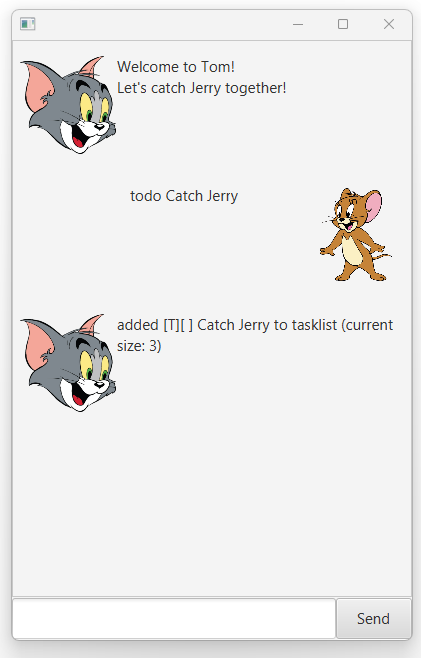 Welcome to Tom!
Let's catch Jerry together!
todo Catch Jerry
added [T][ ] Catch Jerry to tasklist (current
size: 3)
Send